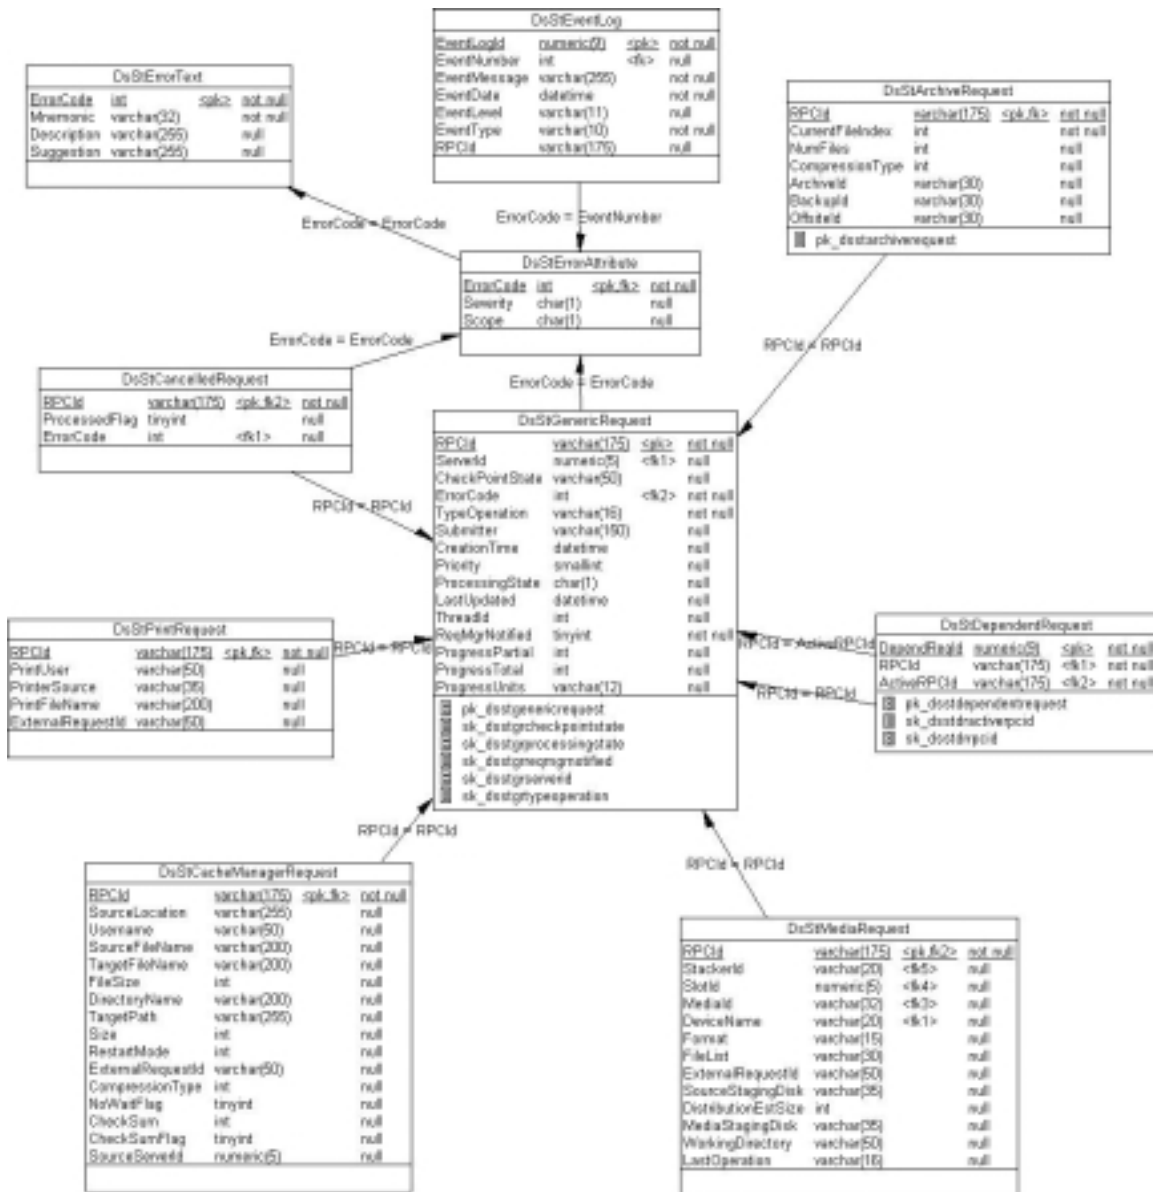 DsStEventLog
EventLogId numeric(9) <pk> not null
EventNumber int <fk> null
EventMessage varchar(255) not null
EventDate datetime not null
EventLevel varchar(11) null
EventType varchar(10) not null
RPCId varchar(175) null
DsStErrorText
ErrorCode int <pk> not null
Mnemonic varchar(32) not null
Description varchar(255) null
Suggestion varchar(255) null
DsStArchiveRequest
RPCId varchar(175) <pk,fk> not null
CurrentFileIndex int not null
NumFiles int null
CompressionType int null
ArchiveId varchar(30) null
BackupId varchar(30) null
OffsiteId varchar(30) null
pk_dsstarchiverequest
ErrorCode = ErrorCode
ErrorCode = EventNumber
DsStErrorAttribute
ErrorCode int <pk,fk> not null
Severity char(1) null
Scope char(1) null
ErrorCode = ErrorCode
RPCId = RPCId
ErrorCode = ErrorCode
DsStCancelledRequest
RPCId varchar(175) <pk,fk2> not null
ProcessedFlag tinyint null
ErrorCode int <fk1> null
RPCId = RPCId
DsStGenericRequest
RPCId varchar(175) <pk> not null
ServerId numeric(5) <fk1> null
CheckPointState varchar(50) null
ErrorCode int <fk2> not null
TypeOperation varchar(16) not null
Submitter varchar(150) null
CreationTime datetime null
Priority smallint null
ProcessingState char(1) null
LastUpdated datetime null
ThreadId int null
ReqMgrNotified tinyint not null
ProgressPartial int null
ProgressTotal int null
ProgressUnits varchar(12) null
pk_dsstgenericrequest
sk_dsstgrcheckpointstate
sk_dsstgrprocessingstate
sk_dsstgrreqmgrnotified
sk_dsstgrserverid
sk_dsstgrtypeoperation
DsStPrintRequest
RPCId varchar(175) <pk,fk> not null
PrintUser varchar(50) null
PrinterSource varchar(35) null
PrintFileName varchar(200) null
ExternalRequestId varchar(50) null
RPCId = RPCId
RPCId = ActiveRPCId
RPCId = RPCId
DsStDependentRequest
DependReqId numeric(9) <pk> not null
RPCId varchar(175) <fk1> not null
ActiveRPCId varchar(175) <fk2> not null
pk_dsstdependentrequest
sk_dsstdractiverpcid
sk_dsstdrrpcid
RPCId = RPCId
RPCId = RPCId
DsStCacheManagerRequest
RPCId varchar(175) <pk,fk> not null
SourceLocation varchar(255) null
Username varchar(50) null
SourceFileName varchar(200) null
TargetFileName varchar(200) null
FileSize int null
DirectoryName varchar(200) null
TargetPath varchar(255) null
Size int null
RestartMode int null
ExternalRequestId varchar(50) null
CompressionType int null
NoWaitFlag tinyint null
CheckSum int null
CheckSumFlag tinyint null
SourceServerId numeric(5) null
DsStMediaRequest
RPCId varchar(175) <pk,fk2> not null
StackerId varchar(20) <fk5> null
SlotId numeric(5) <fk4> null
MediaId varchar(32) <fk3> null
DeviceName varchar(20) <fk1> null
Format varchar(15) null
FileList varchar(30) null
ExternalRequestId varchar(50) null
SourceStagingDisk varchar(35) null
DistributionEstSize int null
MediaStagingDisk varchar(35) null
WorkingDirectory varchar(50) null
LastOperation varchar(16) null